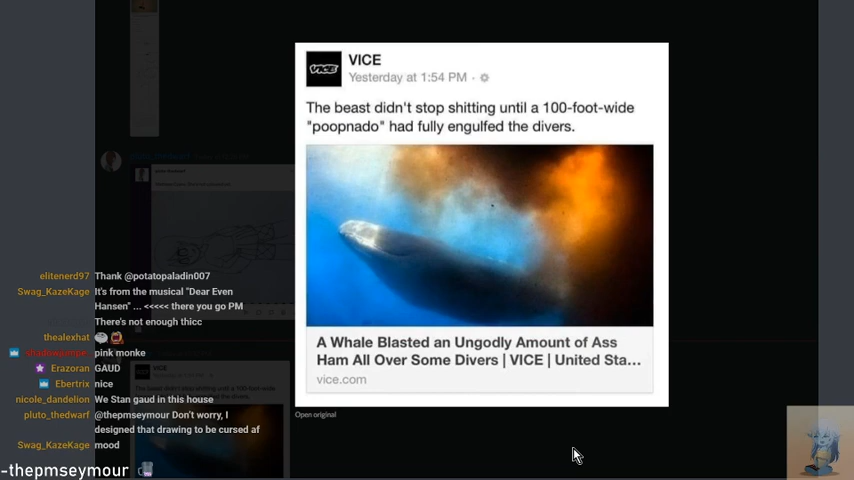 VICE
VICE
Yesterday at 1:54 PM ·
The beast didn't stop shitting until a 100-foot-wide
"poopnado" had fully engulfed the divers.
A Whale Blasted an Ungodly Amount of Ass
Ham All Over Some Divers | VICE | United Sta...
vice.com
Open original
elitenerd97 Thank @potatopaladin007
Swag_KazeKage It's from the musical "Dear Even
Hansen" ... <<<<< there you go PM
There's not enough thicc
thealexhat
pink monke
Erazoran GAUD
Ebertrix nice
nicole_dandelion We Stan gaud in this house
pluto_thedwarf @thepmseymour Don't worry, I
designed that drawing to be cursed af
Swag_KazeKage mood
-thepmseymour